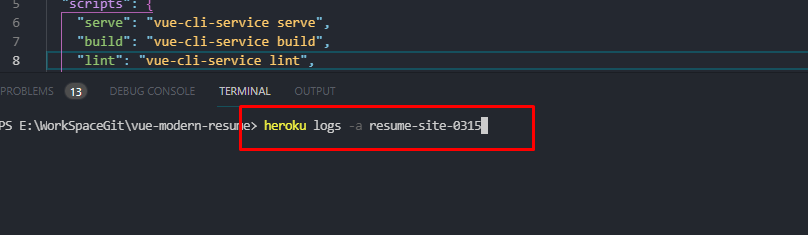 5 "scripts": {
6 "serve": "vue-cli-service serve",
7 "build": "vue-cli-service build",
8 "lint": "vue-cli-service lint",
PROBLEMS 13 DEBUG CONSOLE TERMINAL OUTPUT
PS E:\WorkSpaceGit\vue-modern-resume> heroku logs -a resume-site-0315